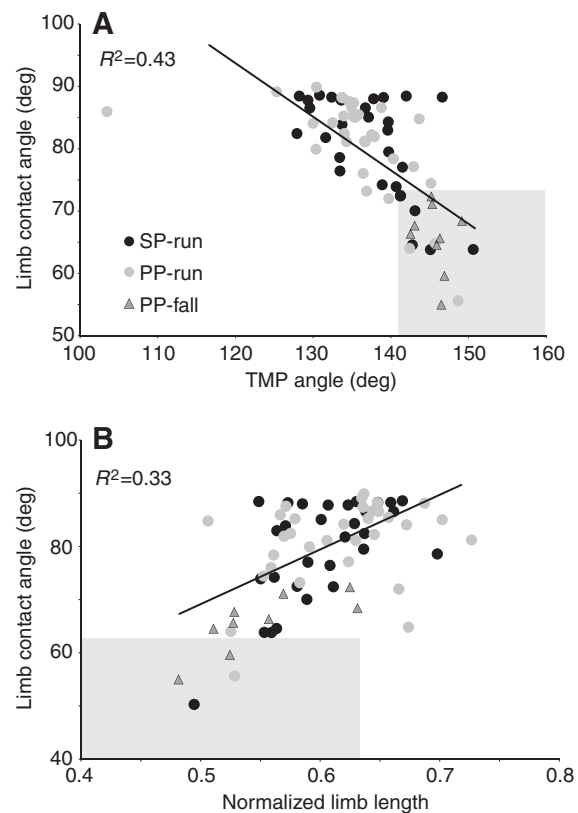 A
R²=0.43
100
90
80
70
60
50
Limb contact angle (deg)
SP-run
PP-run
PP-fall
100 110 120 130 140 150 160
TMP angle (deg)
B
R²=0.33
100
80
60
40
Limb contact angle (deg)
0.4 0.5 0.6 0.7 0.8
Normalized limb length